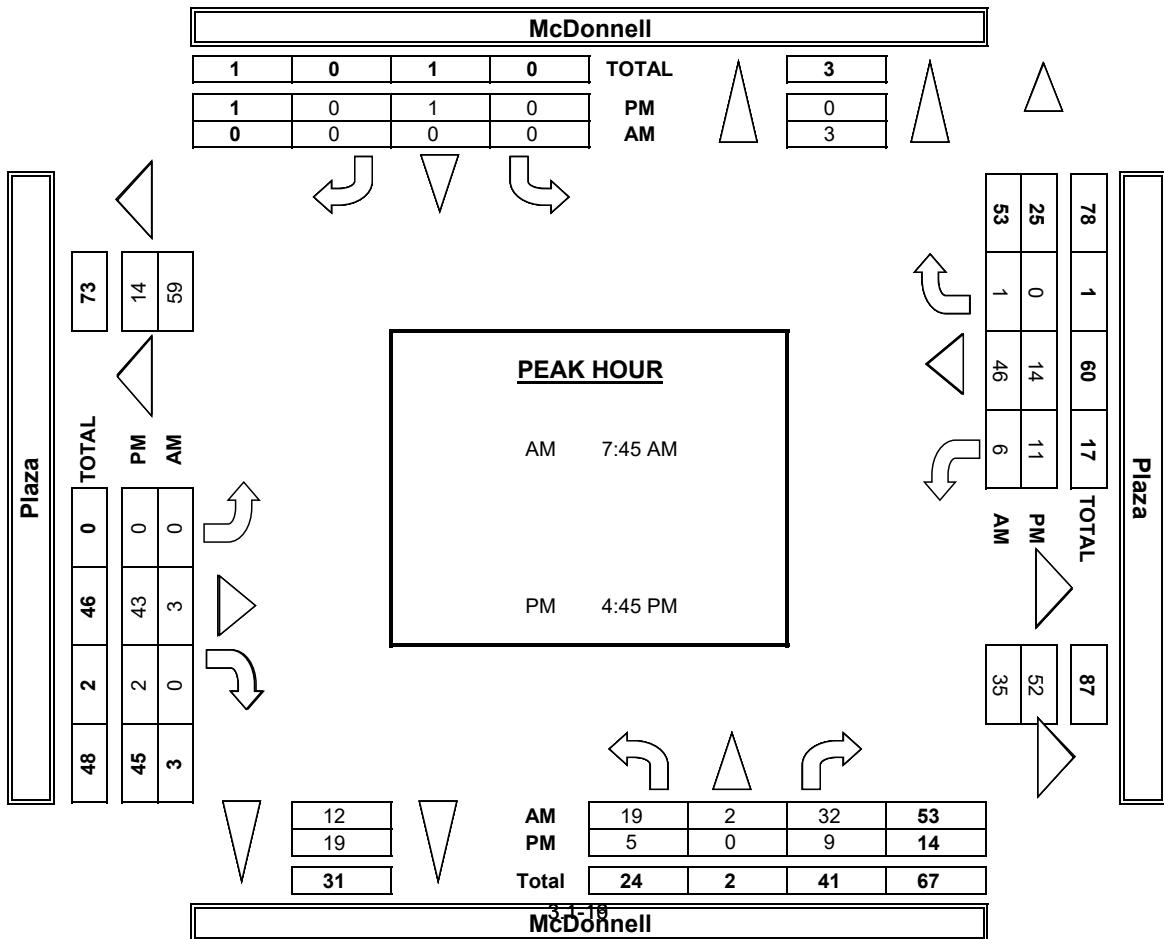 McDonnell
1 0 1 0 TOTAL 3
1 0 1 0 PM 0
0 0 0 0 AM 3
Plaza
73 14 59
TOTAL PM AM
0 0 0
46 43 3
2 2 0
48 45 3
PEAK HOUR
AM 7:45 AM
PM 4:45 PM
53 25 78
1 0 1
46 14 60
6 11 17
AM PM TOTAL
35 52 87
Plaza
12 AM 19 2 32 53
19 PM 5 0 9 14
31 Total 24 2 41 67
3.1-19
McDonnell